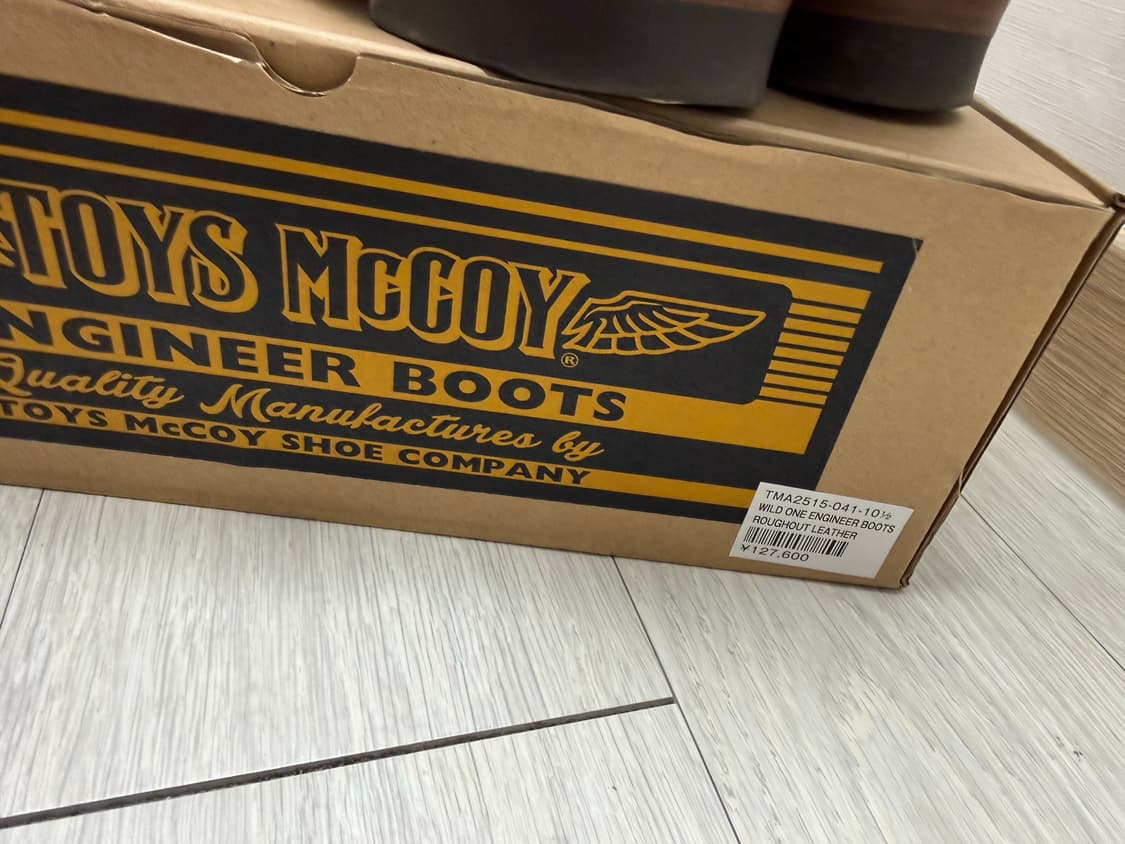 TOYS McCOY®
NGINEER BOOTS
Quality Manufactures by
TOYS McCOY SHOE COMPANY
TMA2515-041-10½
WILD ONE ENGINEER BOOTS
ROUGHOUT LEATHER
¥127,600